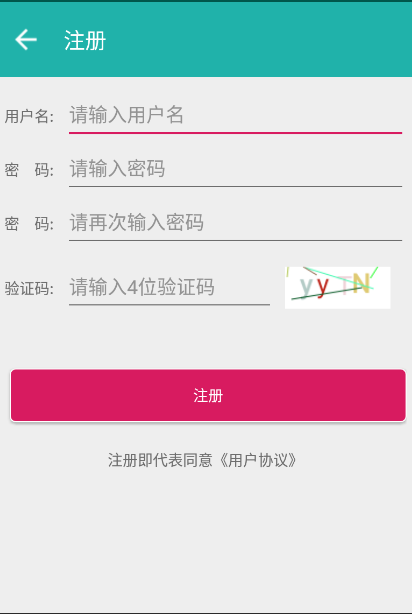 注册
用户名: 请输入用户名
密 码: 请输入密码
密 码: 请再次输入密码
验证码: 请输入4位验证码 yyTN
注册
注册即代表同意《用户协议》